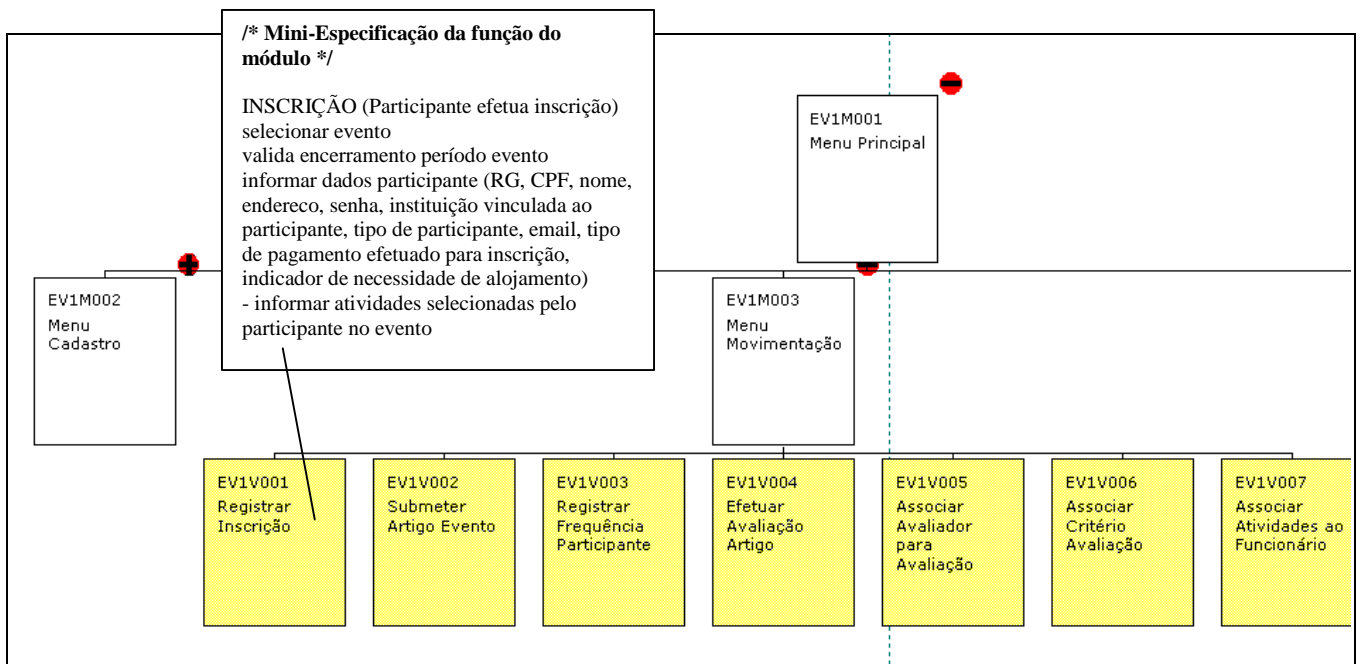 /* Mini-Especificação da função do
módulo */
INSCRIÇÃO (Participante efetua inscrição)
selecionar evento
valida encerramento período evento
informar dados participante (RG, CPF, nome,
endereco, senha, instituição vinculada ao
participante, tipo de participante, email, tipo
de pagamento efetuado para inscrição,
indicador de necessidade de alojamento)
- informar atividades selecionadas pelo
participante no evento
EV1M001
Menu Principal
EV1M002
Menu
Cadastro
EV1M003
Menu
Movimentação
EV1V001
Registrar
Inscrição
EV1V002
Submeter
Artigo Evento
EV1V003
Registrar
Frequência
Participante
EV1V004
Efetuar
Avaliação
Artigo
EV1V005
Associar
Avaliador
para
Avaliação
EV1V006
Associar
Critério
Avaliação
EV1V007
Associar
Atividades ao
Funcionário